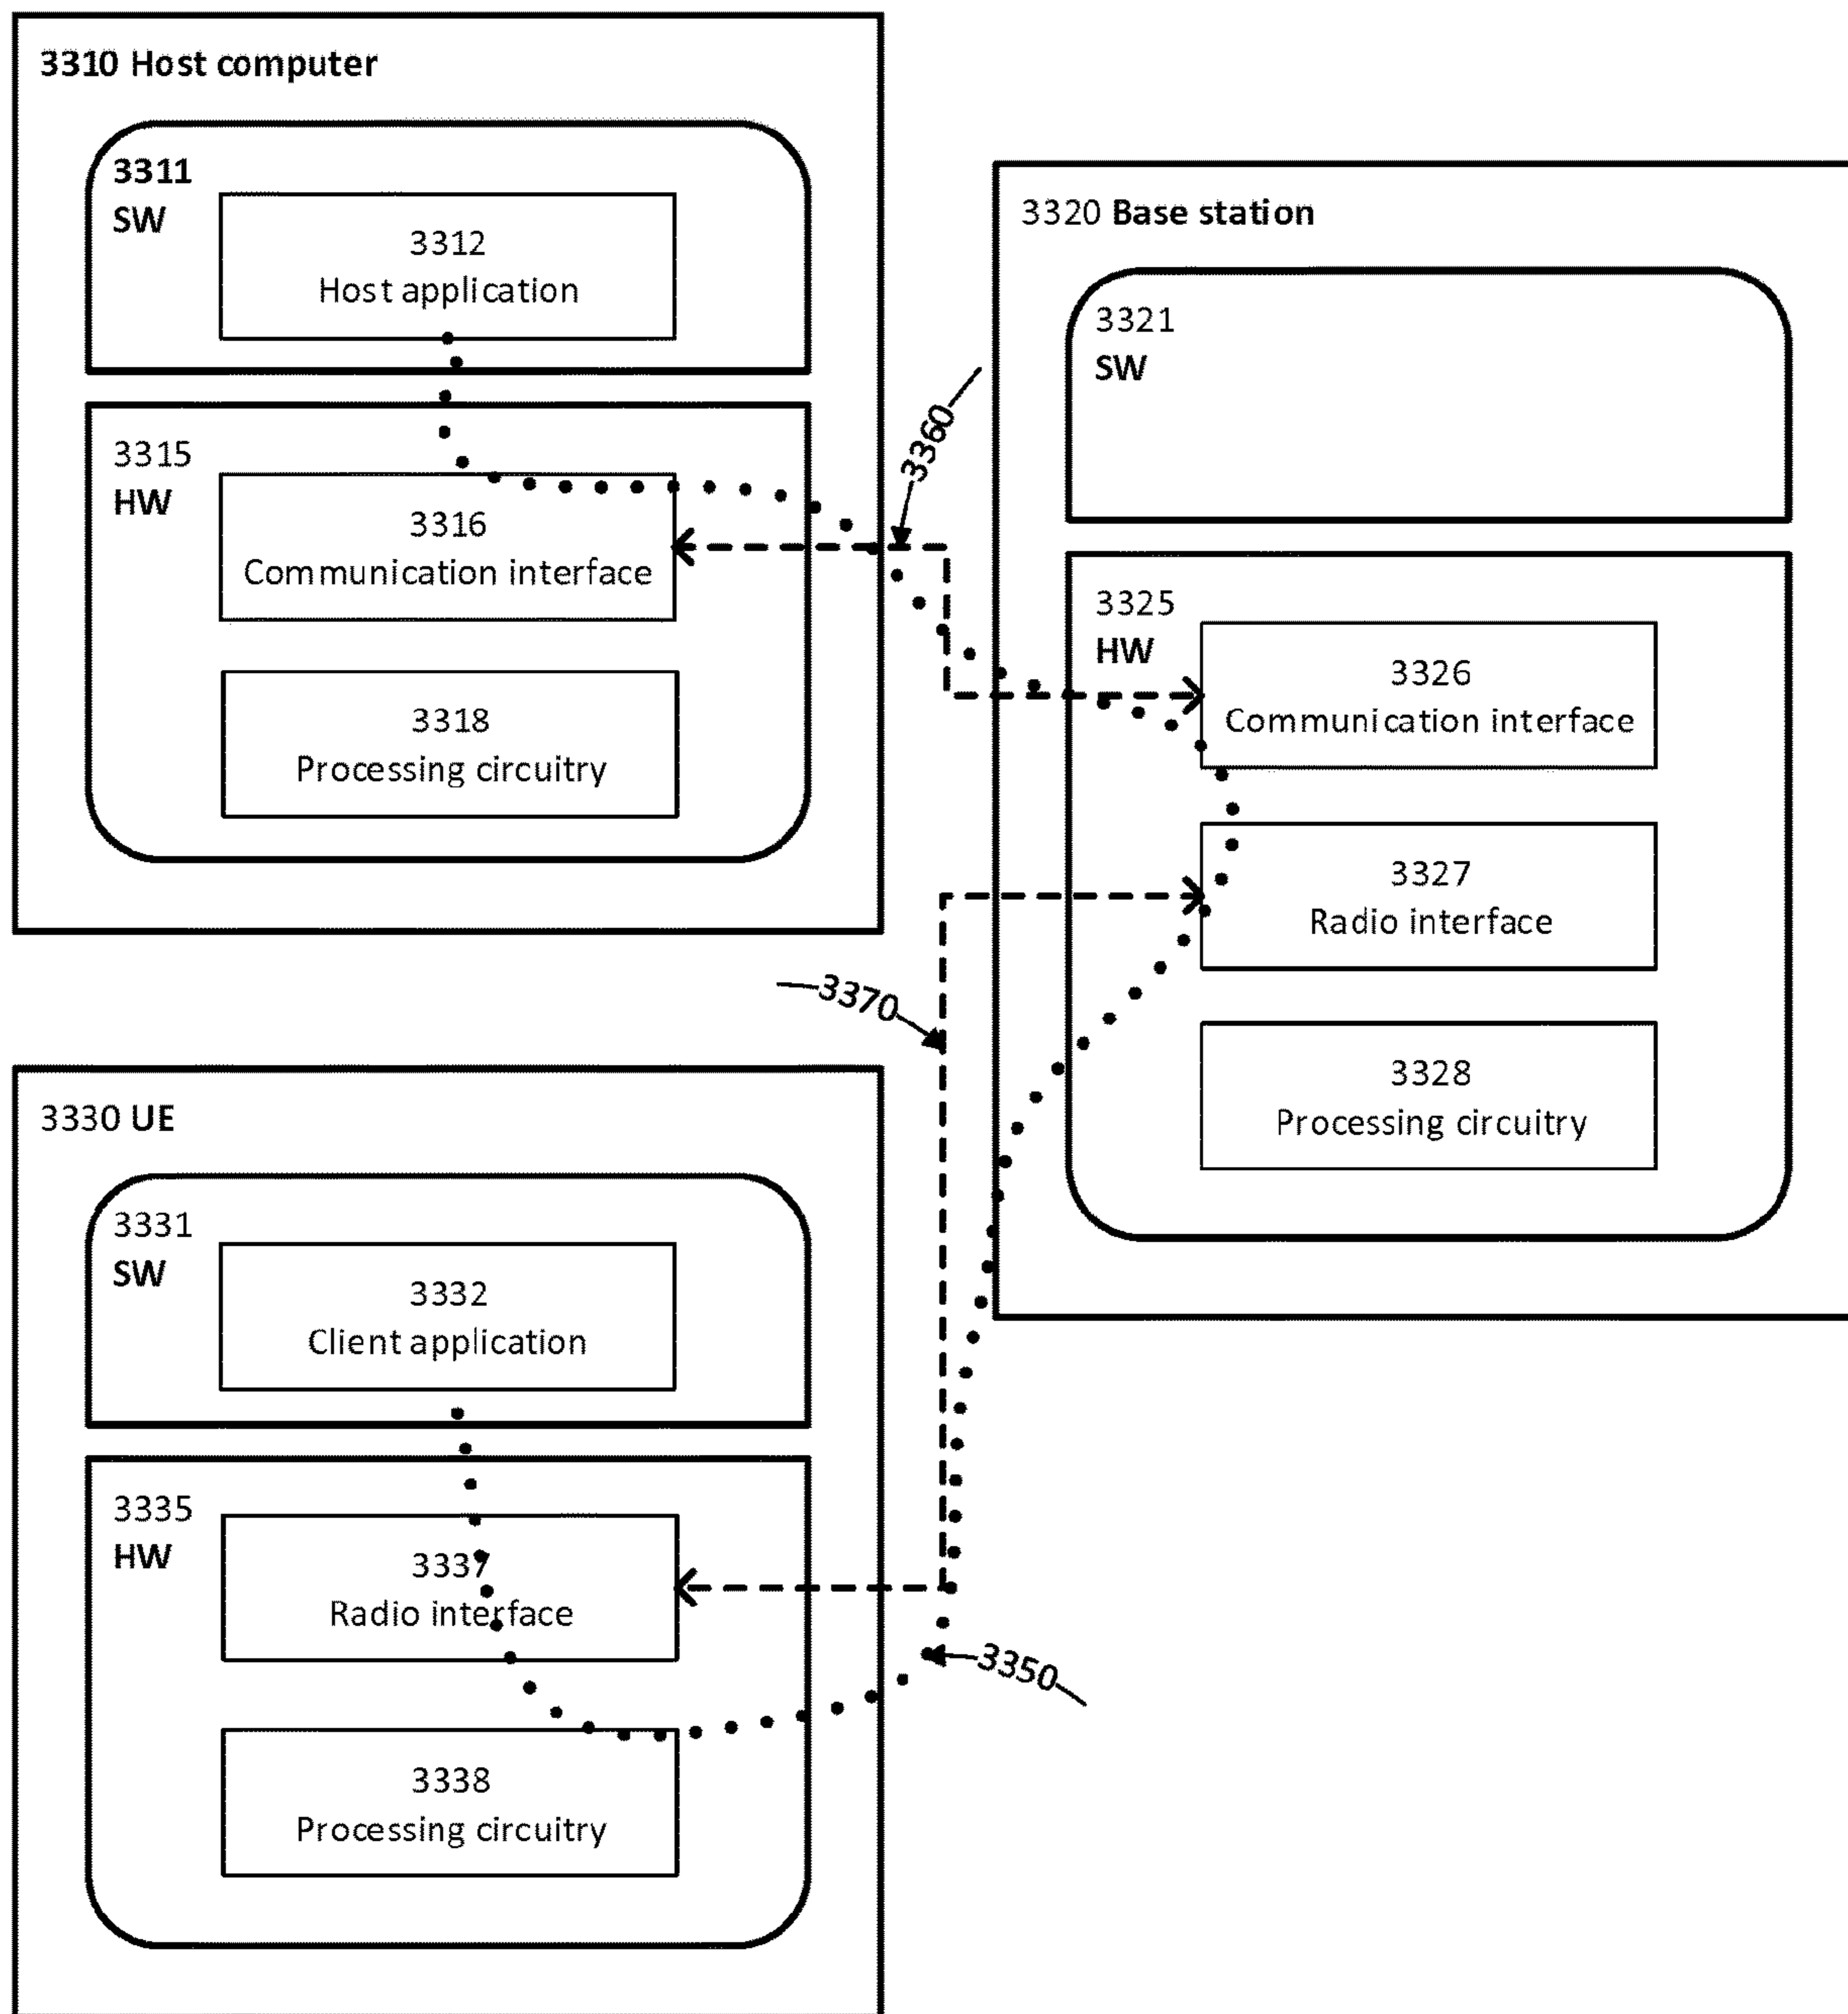 3310 Host computer
3311
SW
3312
Host application
3315
HW
3316
Communication interface
3318
Processing circuitry
3360
3320 Base station
3321
SW
3325
HW
3326
Communication interface
3327
Radio interface
3328
Processing circuitry
3370
3330 UE
3331
SW
3332
Client application
3335
HW
3337
Radio interface
3338
Processing circuitry
3350